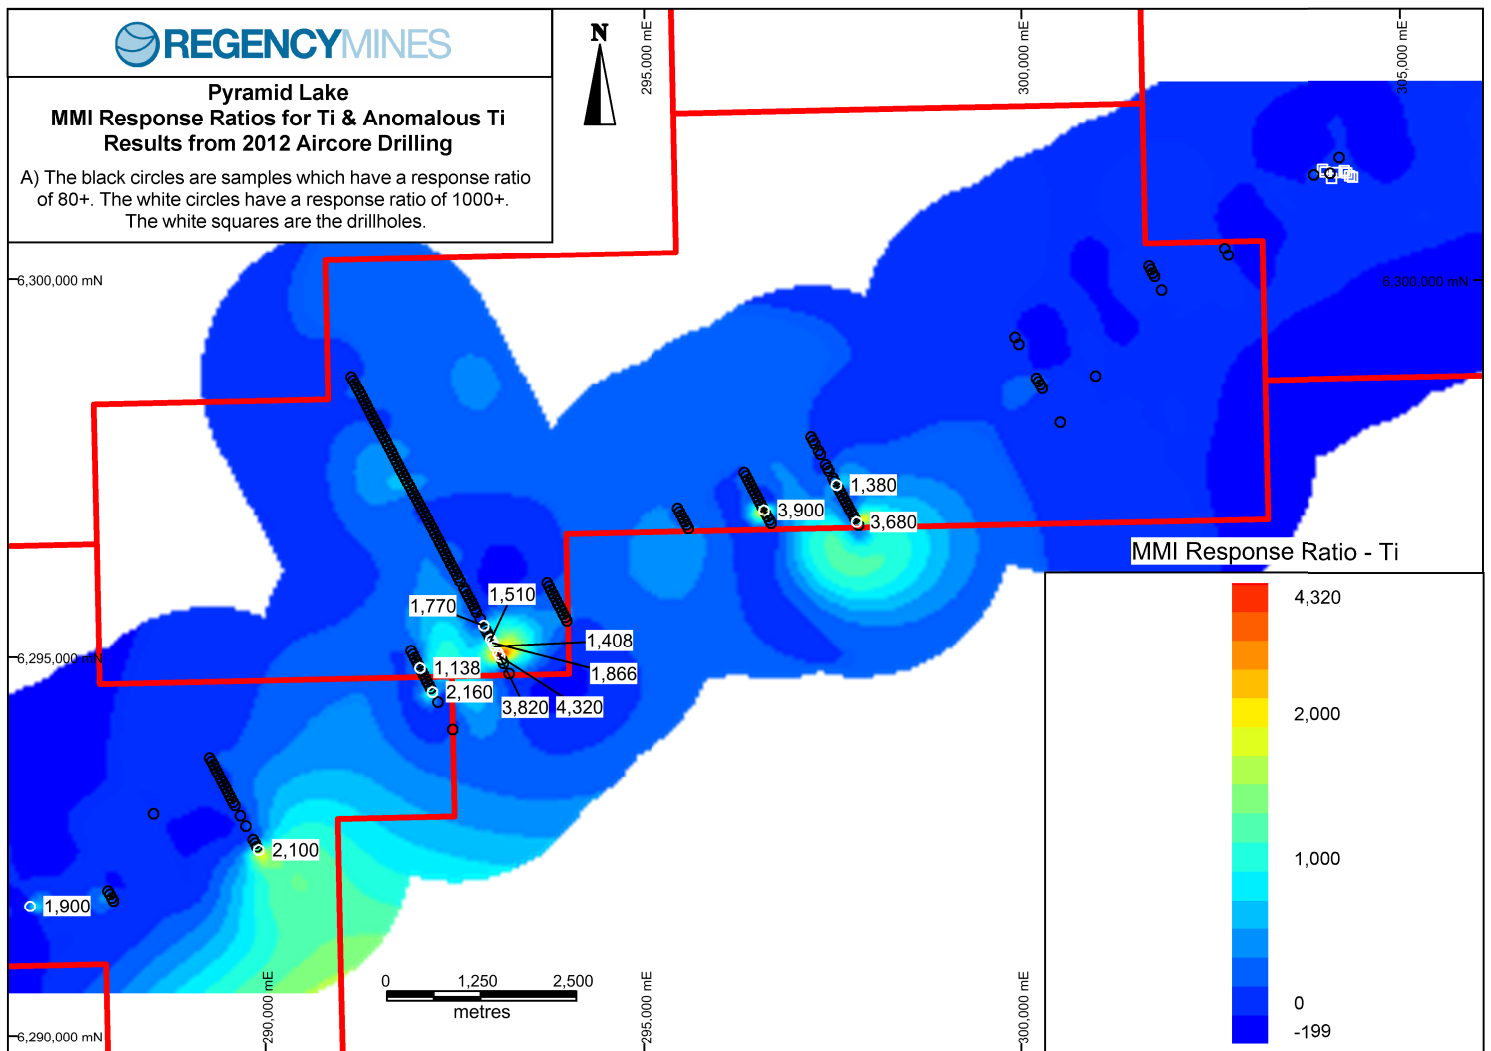 REGENCYMINES
Pyramid Lake
MMI Response Ratios for Ti & Anomalous Ti
Results from 2012 Aircore Drilling
A) The black circles are samples which have a response ratio
of 80+. The white circles have a response ratio of 1000+.
The white squares are the drillholes.
N
295,000 mE
300,000 mE
305,000 mE
6,300,000 mN
6,300,000 mN
1,380
3,900
3,680
1,510
1,770
1,408
1,866
6,295,000 mN
1,138
2,160
3,820
4,320
2,100
1,900
MMI Response Ratio - Ti
4,320
2,000
1,000
0
-199
0
1,250
2,500
metres
290,000 mE
295,000 mE
300,000 mE
6,290,000 mN